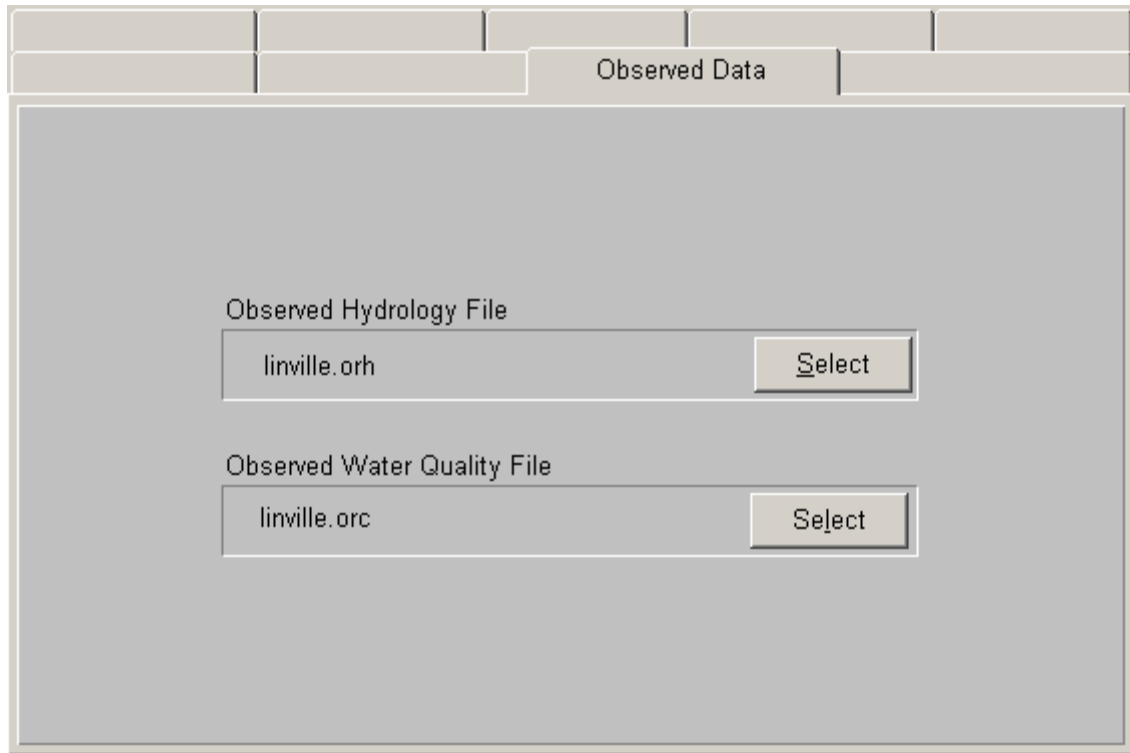 Observed Data
Observed Hydrology File
linville.orh
Select
Observed Water Quality File
linville.orc
Select